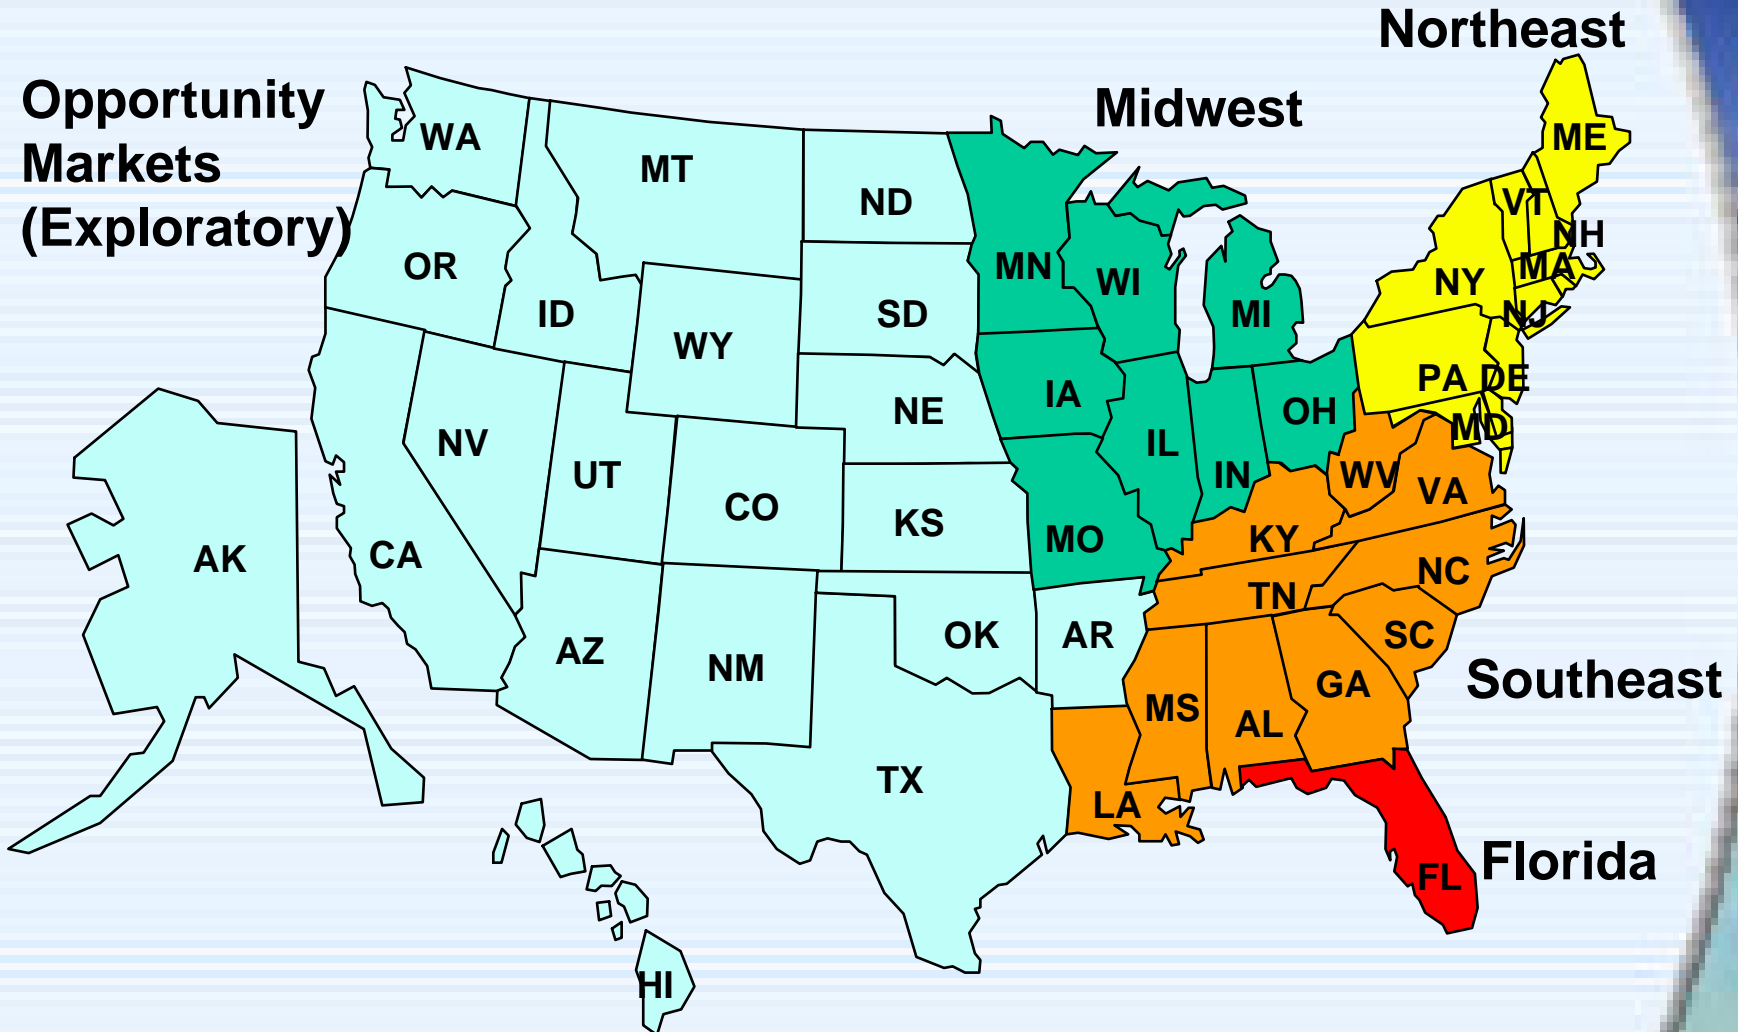 Northeast
Opportunity
Markets
(Exploratory)
Midwest
WA
MT
ND
MN
WI
MI
ME
VT
NH
MA
NY
NJ
OR
ID
WY
SD
IA
NE
PA
DE
OH
MD
NV
UT
CO
KS
IL
IN
WV
VA
MO
KY
AK
CA
NC
TN
AZ
NM
OK
AR
SC
GA
Southeast
MS
AL
TX
LA
FL
Florida
HI